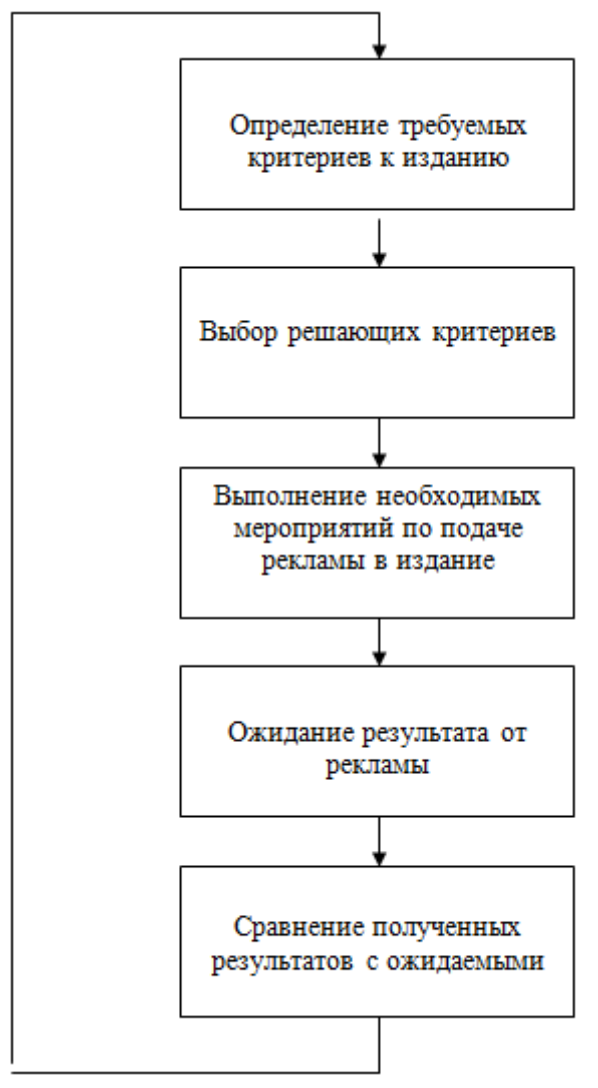 Определение требуемых
критериев к изданию
Выбор решающих критериев
Выполнение необходимых
мероприятий по подаче
рекламы в издание
Ожидание результата от
рекламы
Сравнение полученных
результатов с ожидаемыми